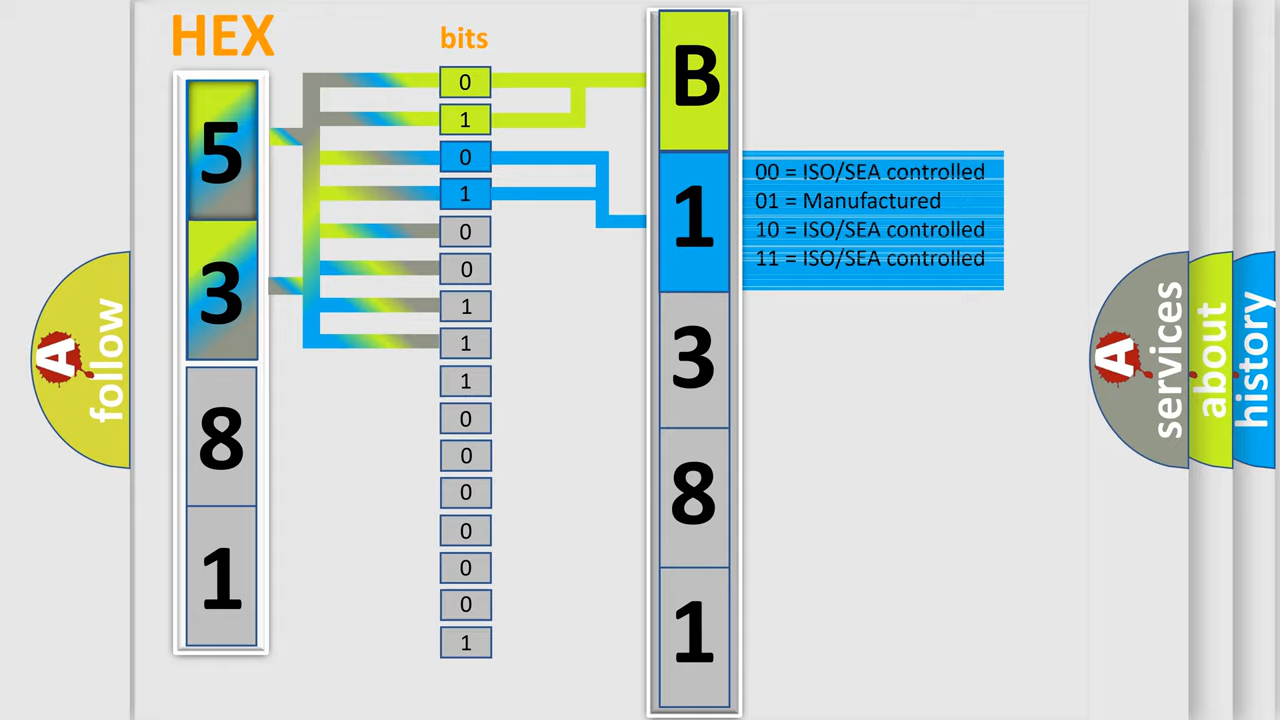 HEX
bits
5
3
8
1
0
1
0
1
0
0
1
1
1
0
0
0
0
0
0
1
B
1
3
8
1
00 = ISO/SEA controlled
01 = Manufactured
10 = ISO/SEA controlled
11 = ISO/SEA controlled
A
follow
A
services
about
history